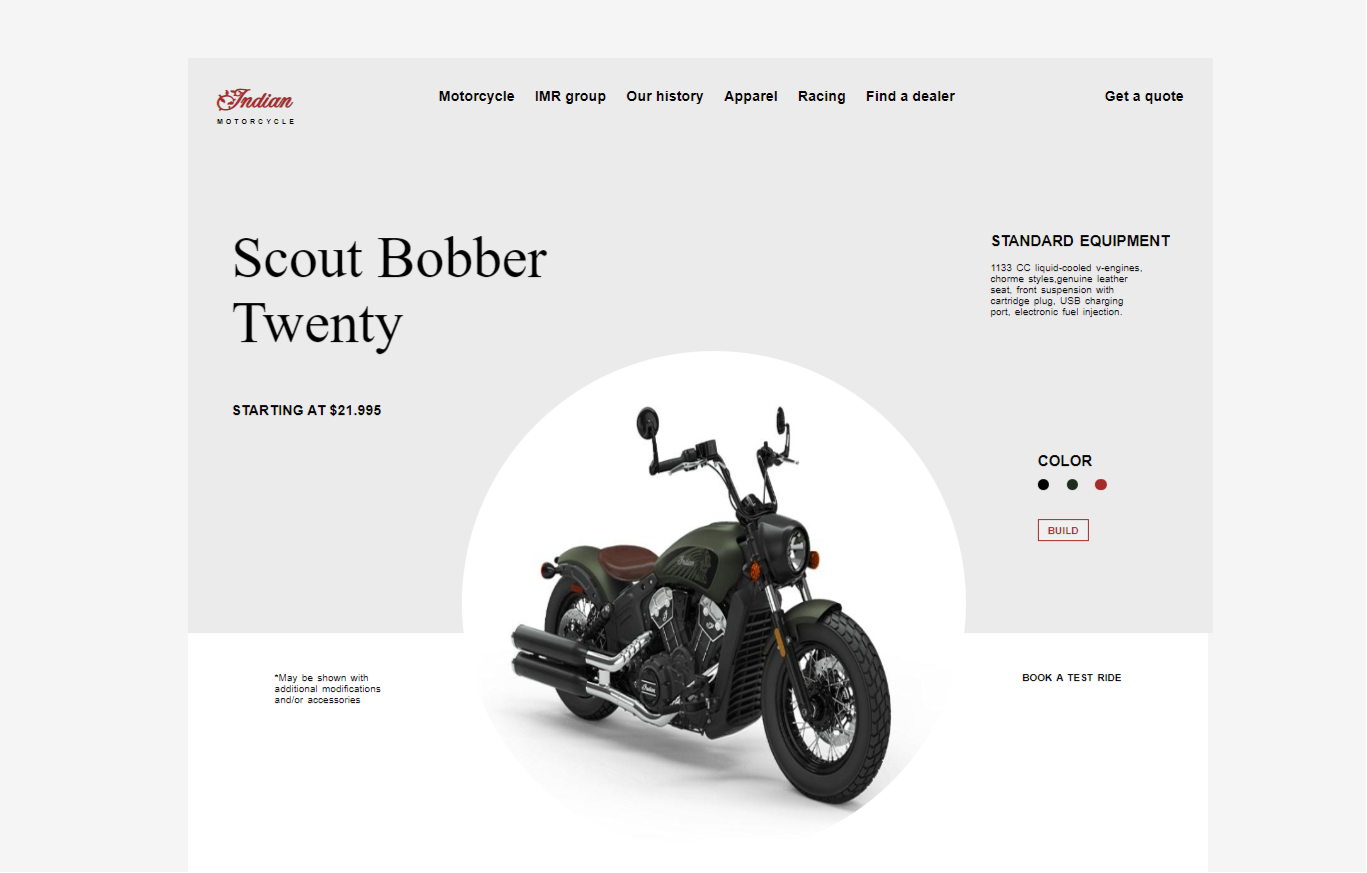 Indian
MOTORCYCLE
Motorcycle IMR group Our history Apparel Racing Find a dealer Get a quote
Scout Bobber
Twenty
STARTING AT $21.995
STANDARD EQUIPMENT
1133 CC liquid-cooled v-engines,
chorme styles,genuine leather
seat, front suspension with
cartridge plug, USB charging
port, electronic fuel injection.
COLOR
BUILD
Indian
Indian
*May be shown with
additional modifications
and/or accessories
BOOK A TEST RIDE